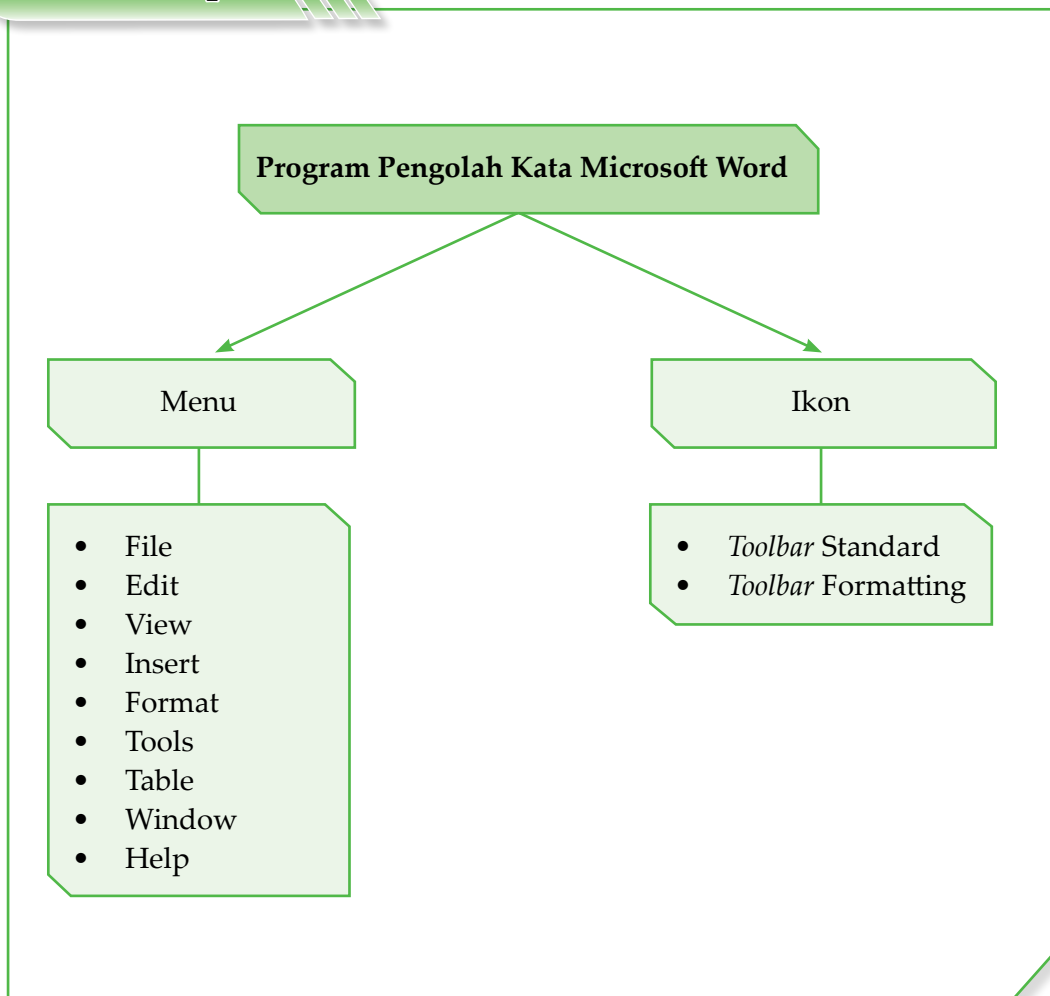 Program Pengolah Kata Microsoft Word
Menu
• File
• Edit
• View
• Insert
• Format
• Tools
• Table
• Window
• Help
Ikon
• Toolbar Standard
• Toolbar Formatting